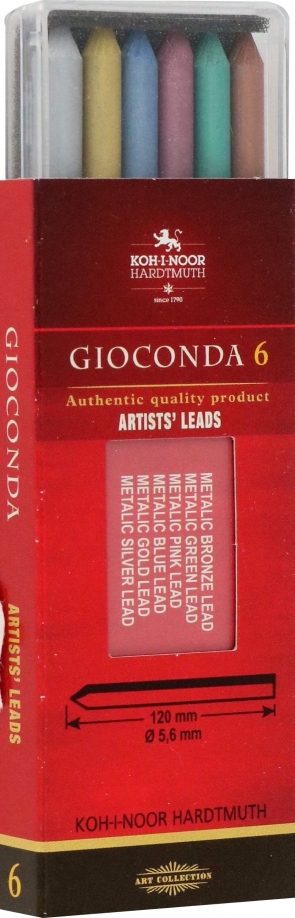 KOH-I-NOOR
HARDTMUTH
since 1790
GIOCONDA 6
Authentic quality product
ARTISTS' LEADS
METALIC BRONZE LEAD
METALIC GREEN LEAD
METALIC PINK LEAD
METALIC BLUE LEAD
METALIC GOLD LEAD
METALIC SILVER LEAD
120 mm
Ø 5,6 mm
KOH-I-NOOR HARDTMUTH
ART COLLECTION
GIOCONDA
ARTISTS' LEADS
6